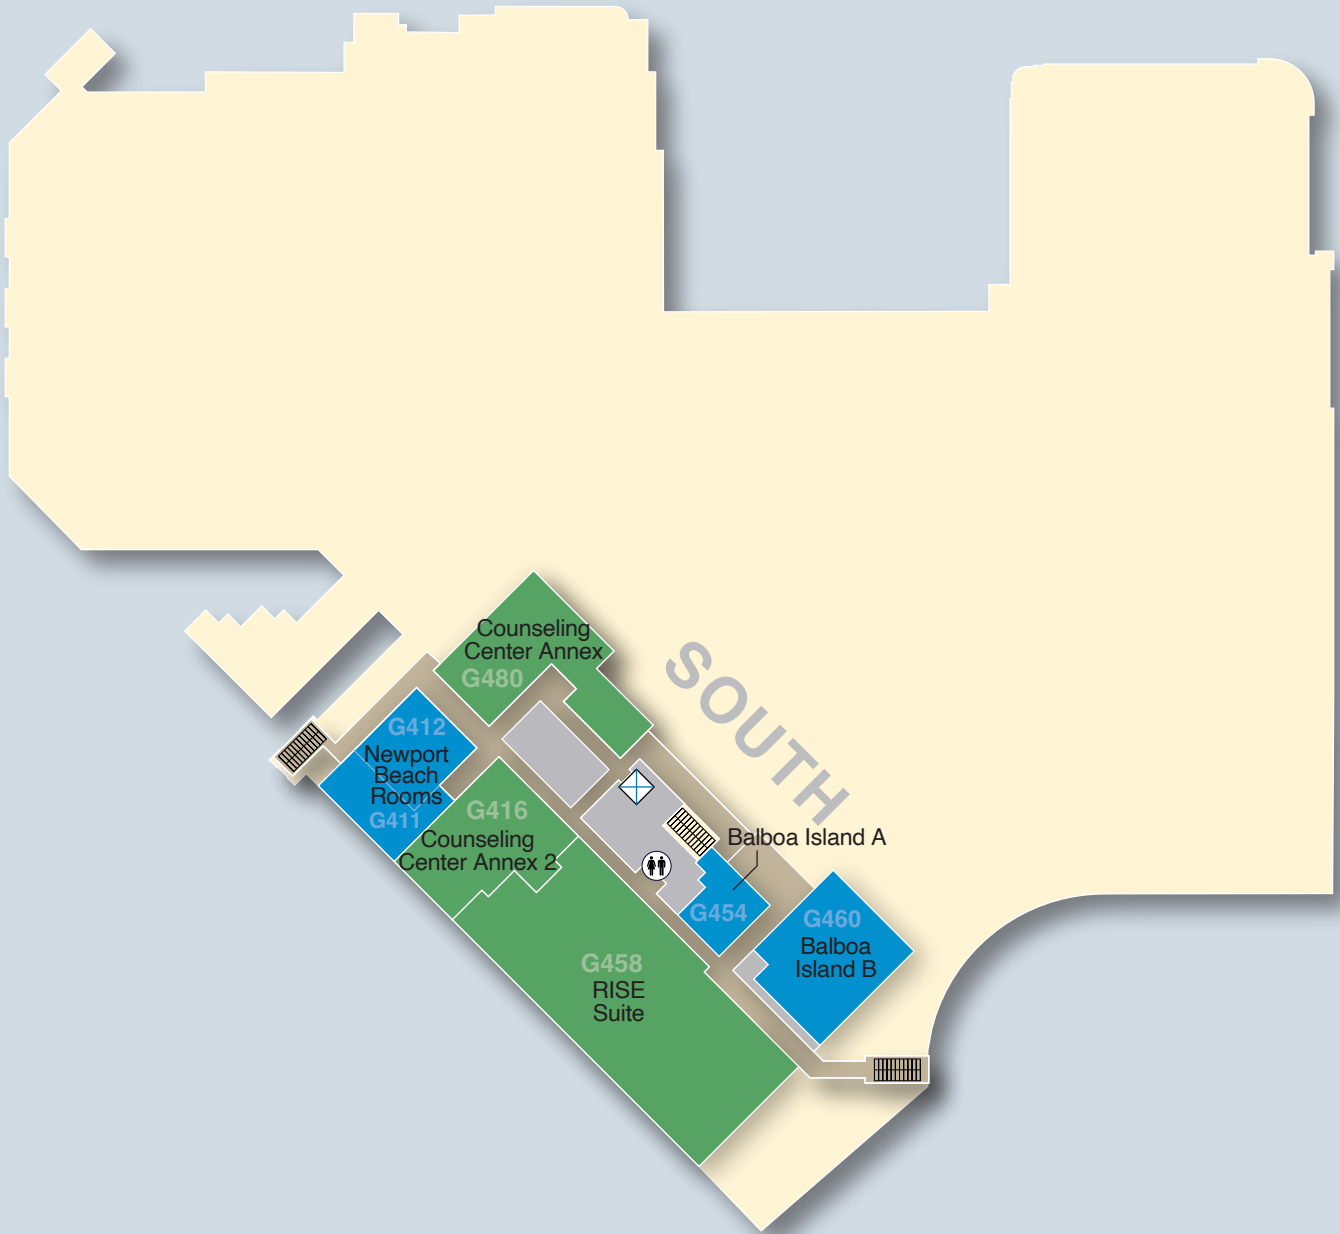 Counseling
Center Annex
G480
SOUTH
G412
Newport
Beach
Rooms
G411
G416
Counseling
Center Annex 2
Balboa Island A
G454
G460
Balboa
Island B
G458
RISE
Suite